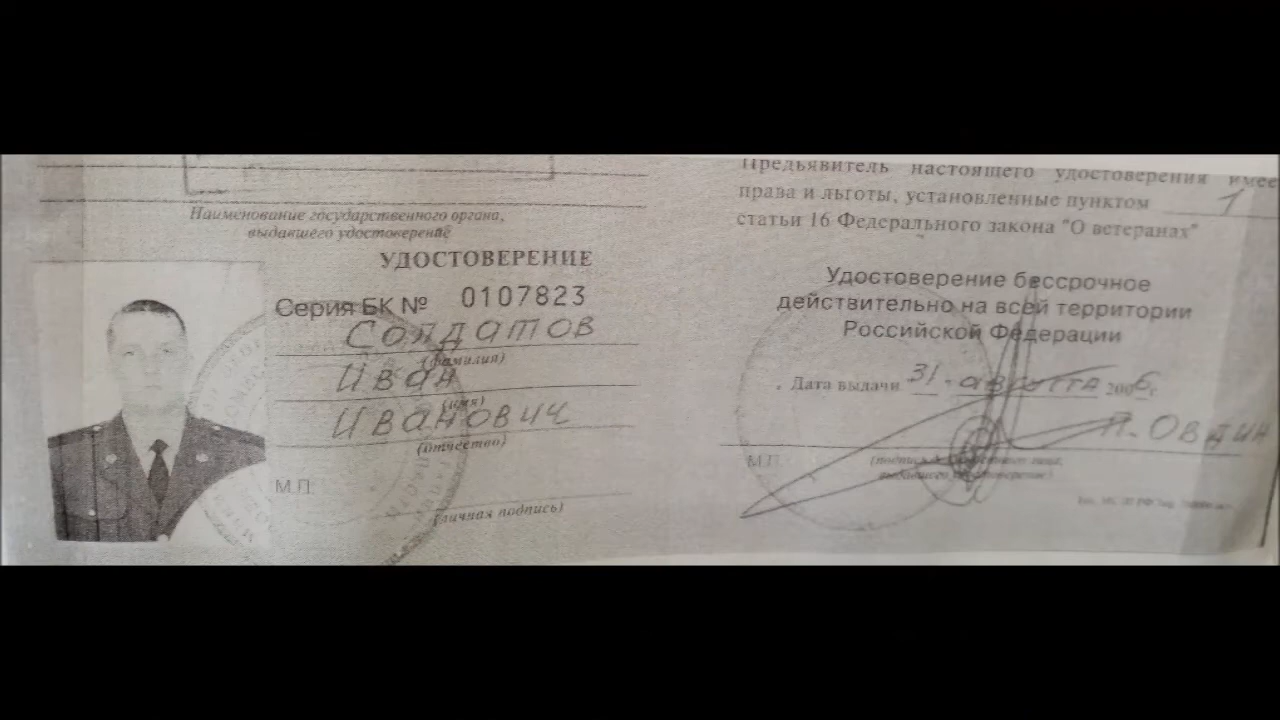 Наименование государственного органа,
выдавшего удостоверение
УДОСТОВЕРЕНИЕ
Серия БК № 0107823
Солдатов
(фамилия)
Иван
(имя)
Иванович
(отчество)
М.П.
(личная подпись)
Предъявитель настоящего удостоверения имее
права и льготы, установленные пунктом 1
статьи 16 Федерального закона "О ветеранах"
Удостоверение бессрочное
действительно на всей территории
Российской Федерации
Дата выдачи 31 августа 2006 г.
М.П.